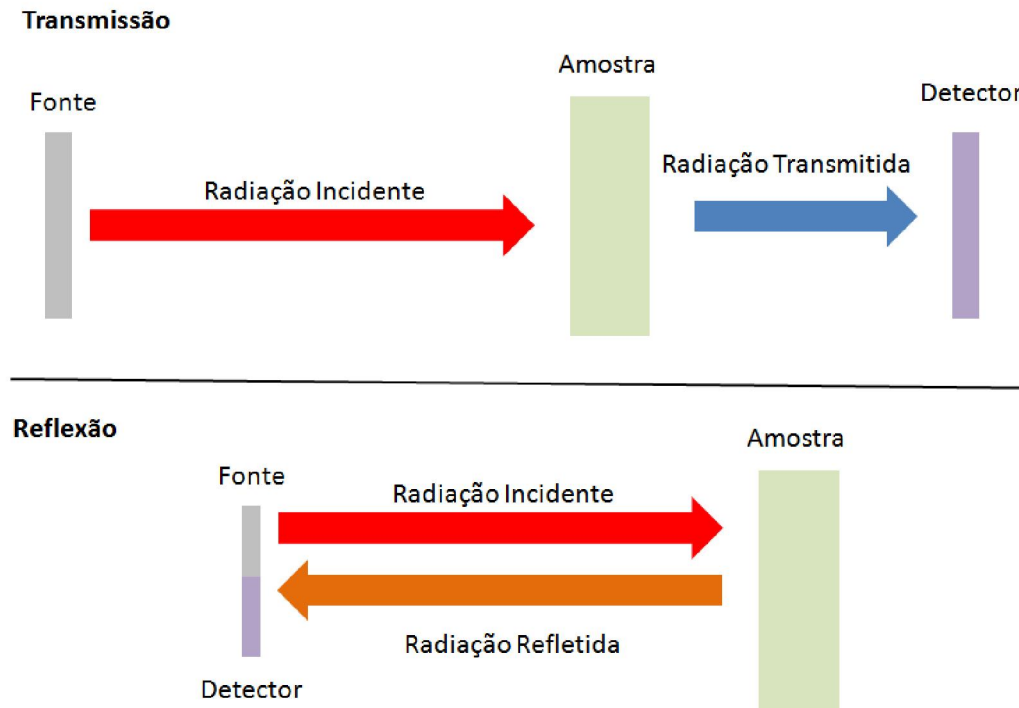 Transmissão
Amostra
Fonte
Detector
Radiação Incidente
Radiação Transmitida
Reflexão
Amostra
Fonte
Radiação Incidente
Radiação Refletida
Detector